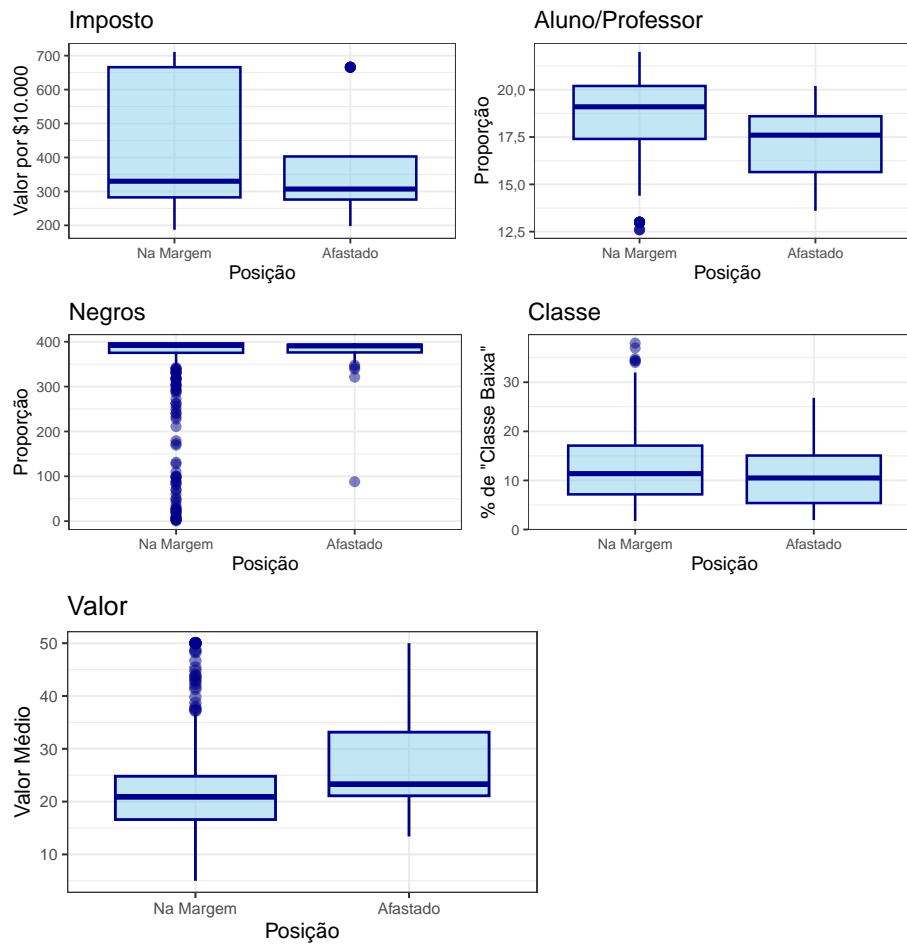 Imposto
Valor por $10.000
700
600
500
400
300
200
Na Margem
Afastado
Posição
Aluno/Professor
Proporção
20,0
17,5
15,0
12,5
Na Margem
Afastado
Posição
Negros
Proporção
400
300
200
100
0
Na Margem
Afastado
Posição
Classe
% de "Classe Baixa"
30
20
10
0
Na Margem
Afastado
Posição
Valor
Valor Médio
50
40
30
20
10
Na Margem
Afastado
Posição